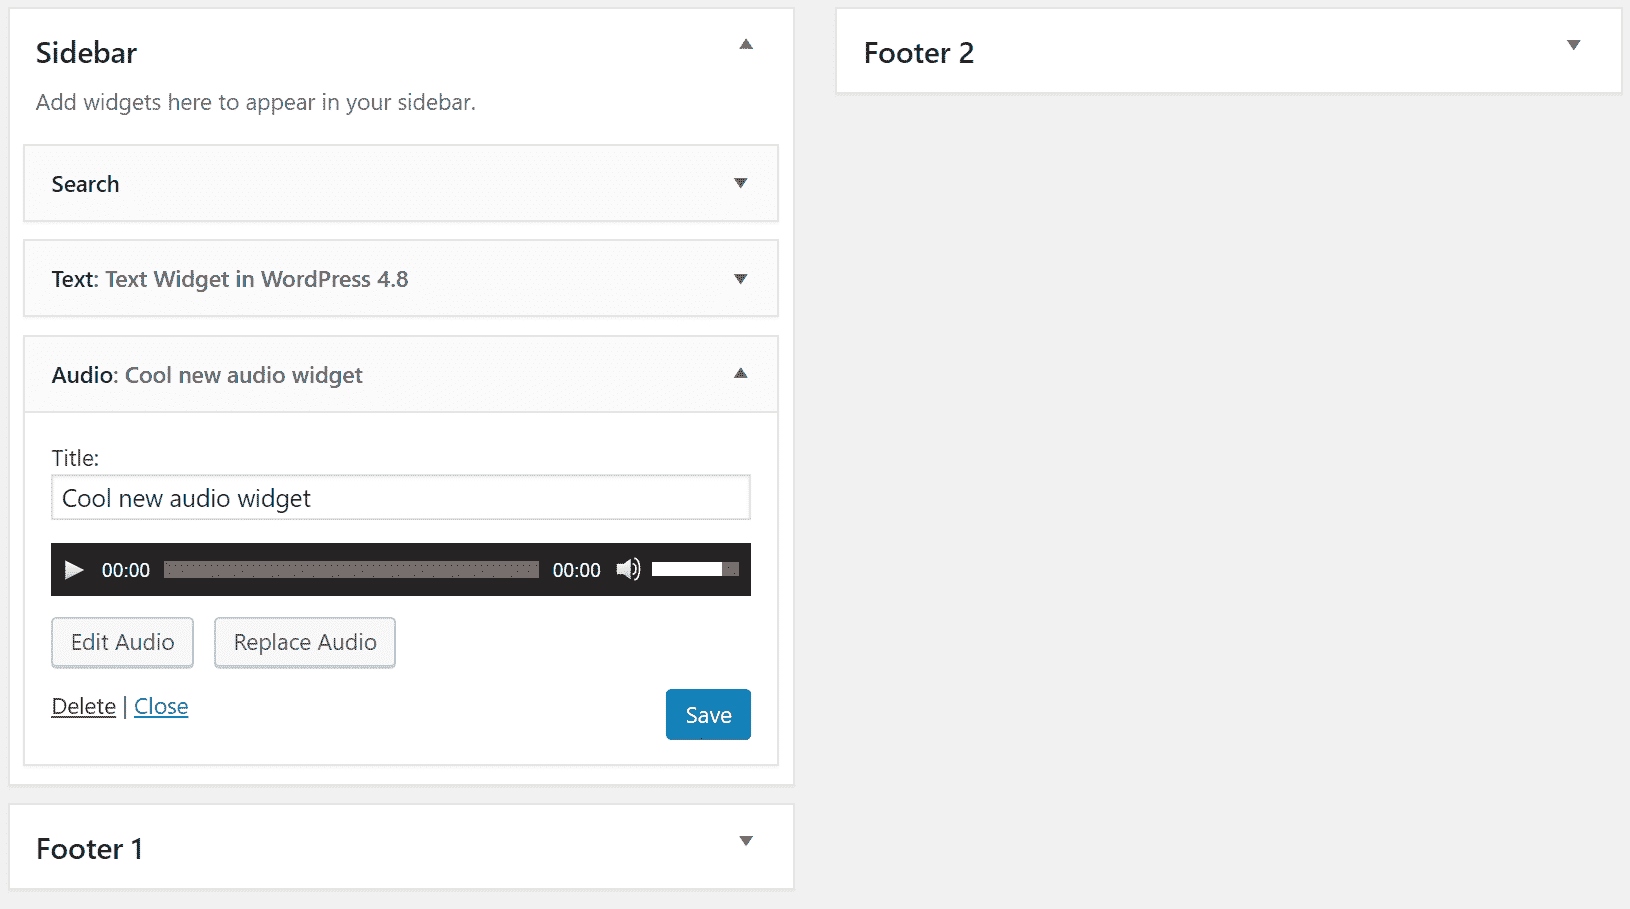 Sidebar
Add widgets here to appear in your sidebar.
Search
Text: Text Widget in WordPress 4.8
Audio: Cool new audio widget
Title:
Cool new audio widget
00:00 00:00
Edit Audio Replace Audio
Delete | Close
Save
Footer 1
Footer 2